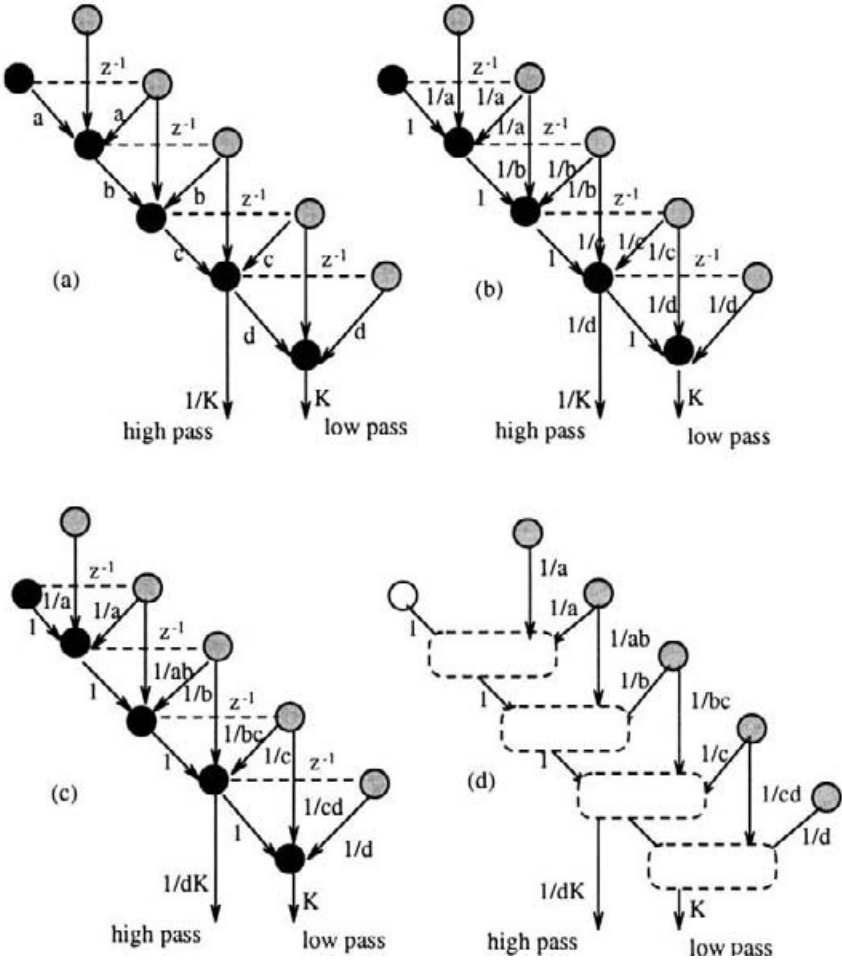 z⁻¹
a a z⁻¹
b b z⁻¹
c c z⁻¹
(a)
d d
1/K K
high pass low pass
z⁻¹
1/a 1/a
1 1/a z⁻¹
1/b 1/b
1 1/b z⁻¹
1/c 1/c 1/c
1 z⁻¹
(b)
1/d 1/d 1/d
1
1/K K
high pass low pass
z⁻¹
1/a 1/a
1 z⁻¹
1/ab
1 1/b z⁻¹
1/bc
1 1/c z⁻¹
(c)
1/cd
1 1/d
1/dK K
high pass low pass
1/a
1 1/a
1/ab
1 1/b
1/bc
1 1/c
(d)
1/cd
1/d
1/dK K
high pass low pass